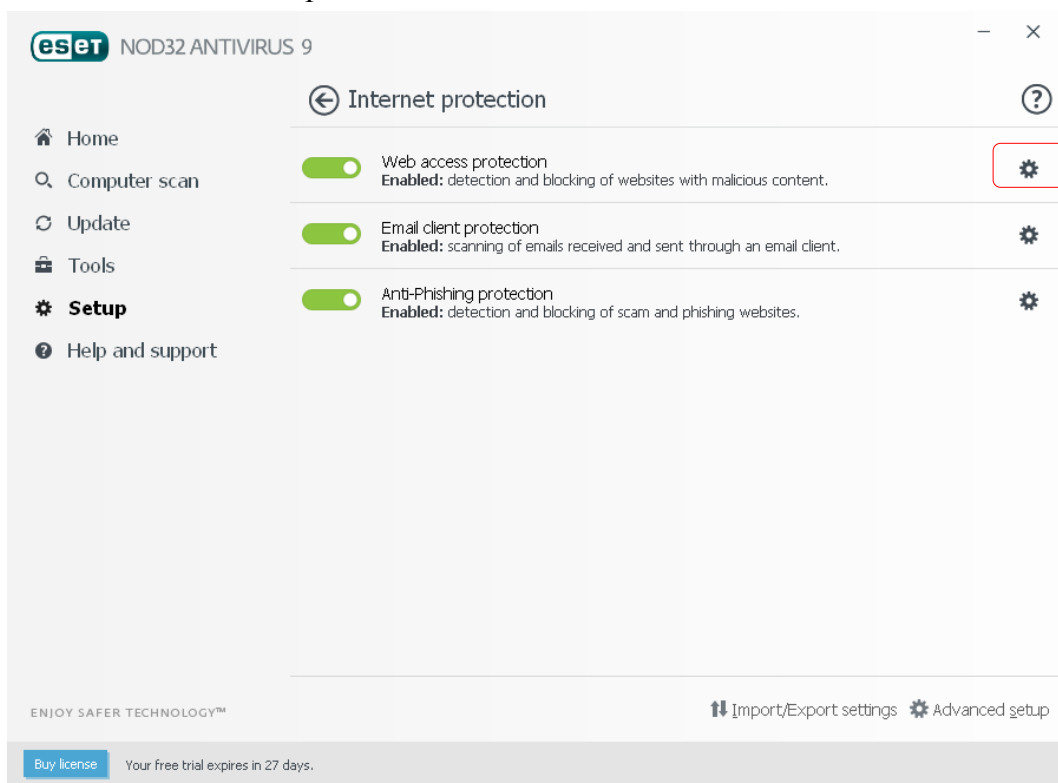 eset NOD32 ANTIVIRUS 9
Internet protection
Home
Computer scan
Update
Tools
Setup
Help and support
Web access protection
Enabled: detection and blocking of websites with malicious content.
Email client protection
Enabled: scanning of emails received and sent through an email client.
Anti-Phishing protection
Enabled: detection and blocking of scam and phishing websites.
ENJOY SAFER TECHNOLOGY™
Import/Export settings Advanced setup
Buy license Your free trial expires in 27 days.